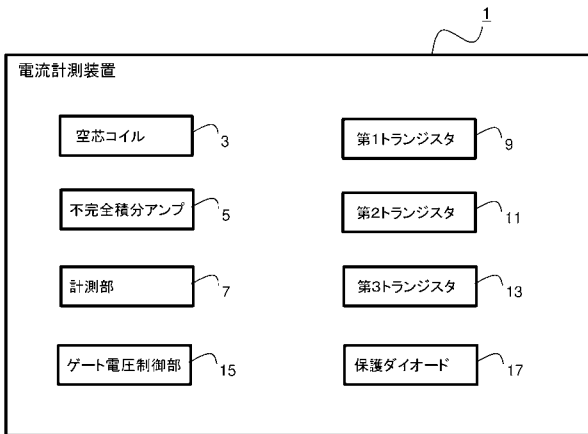 1
電流計測装置
空芯コイル 3
第1トランジスタ 9
不完全積分アンプ 5
第2トランジスタ 11
計測部 7
第3トランジスタ 13
ゲート電圧制御部 15
保護ダイオード 17